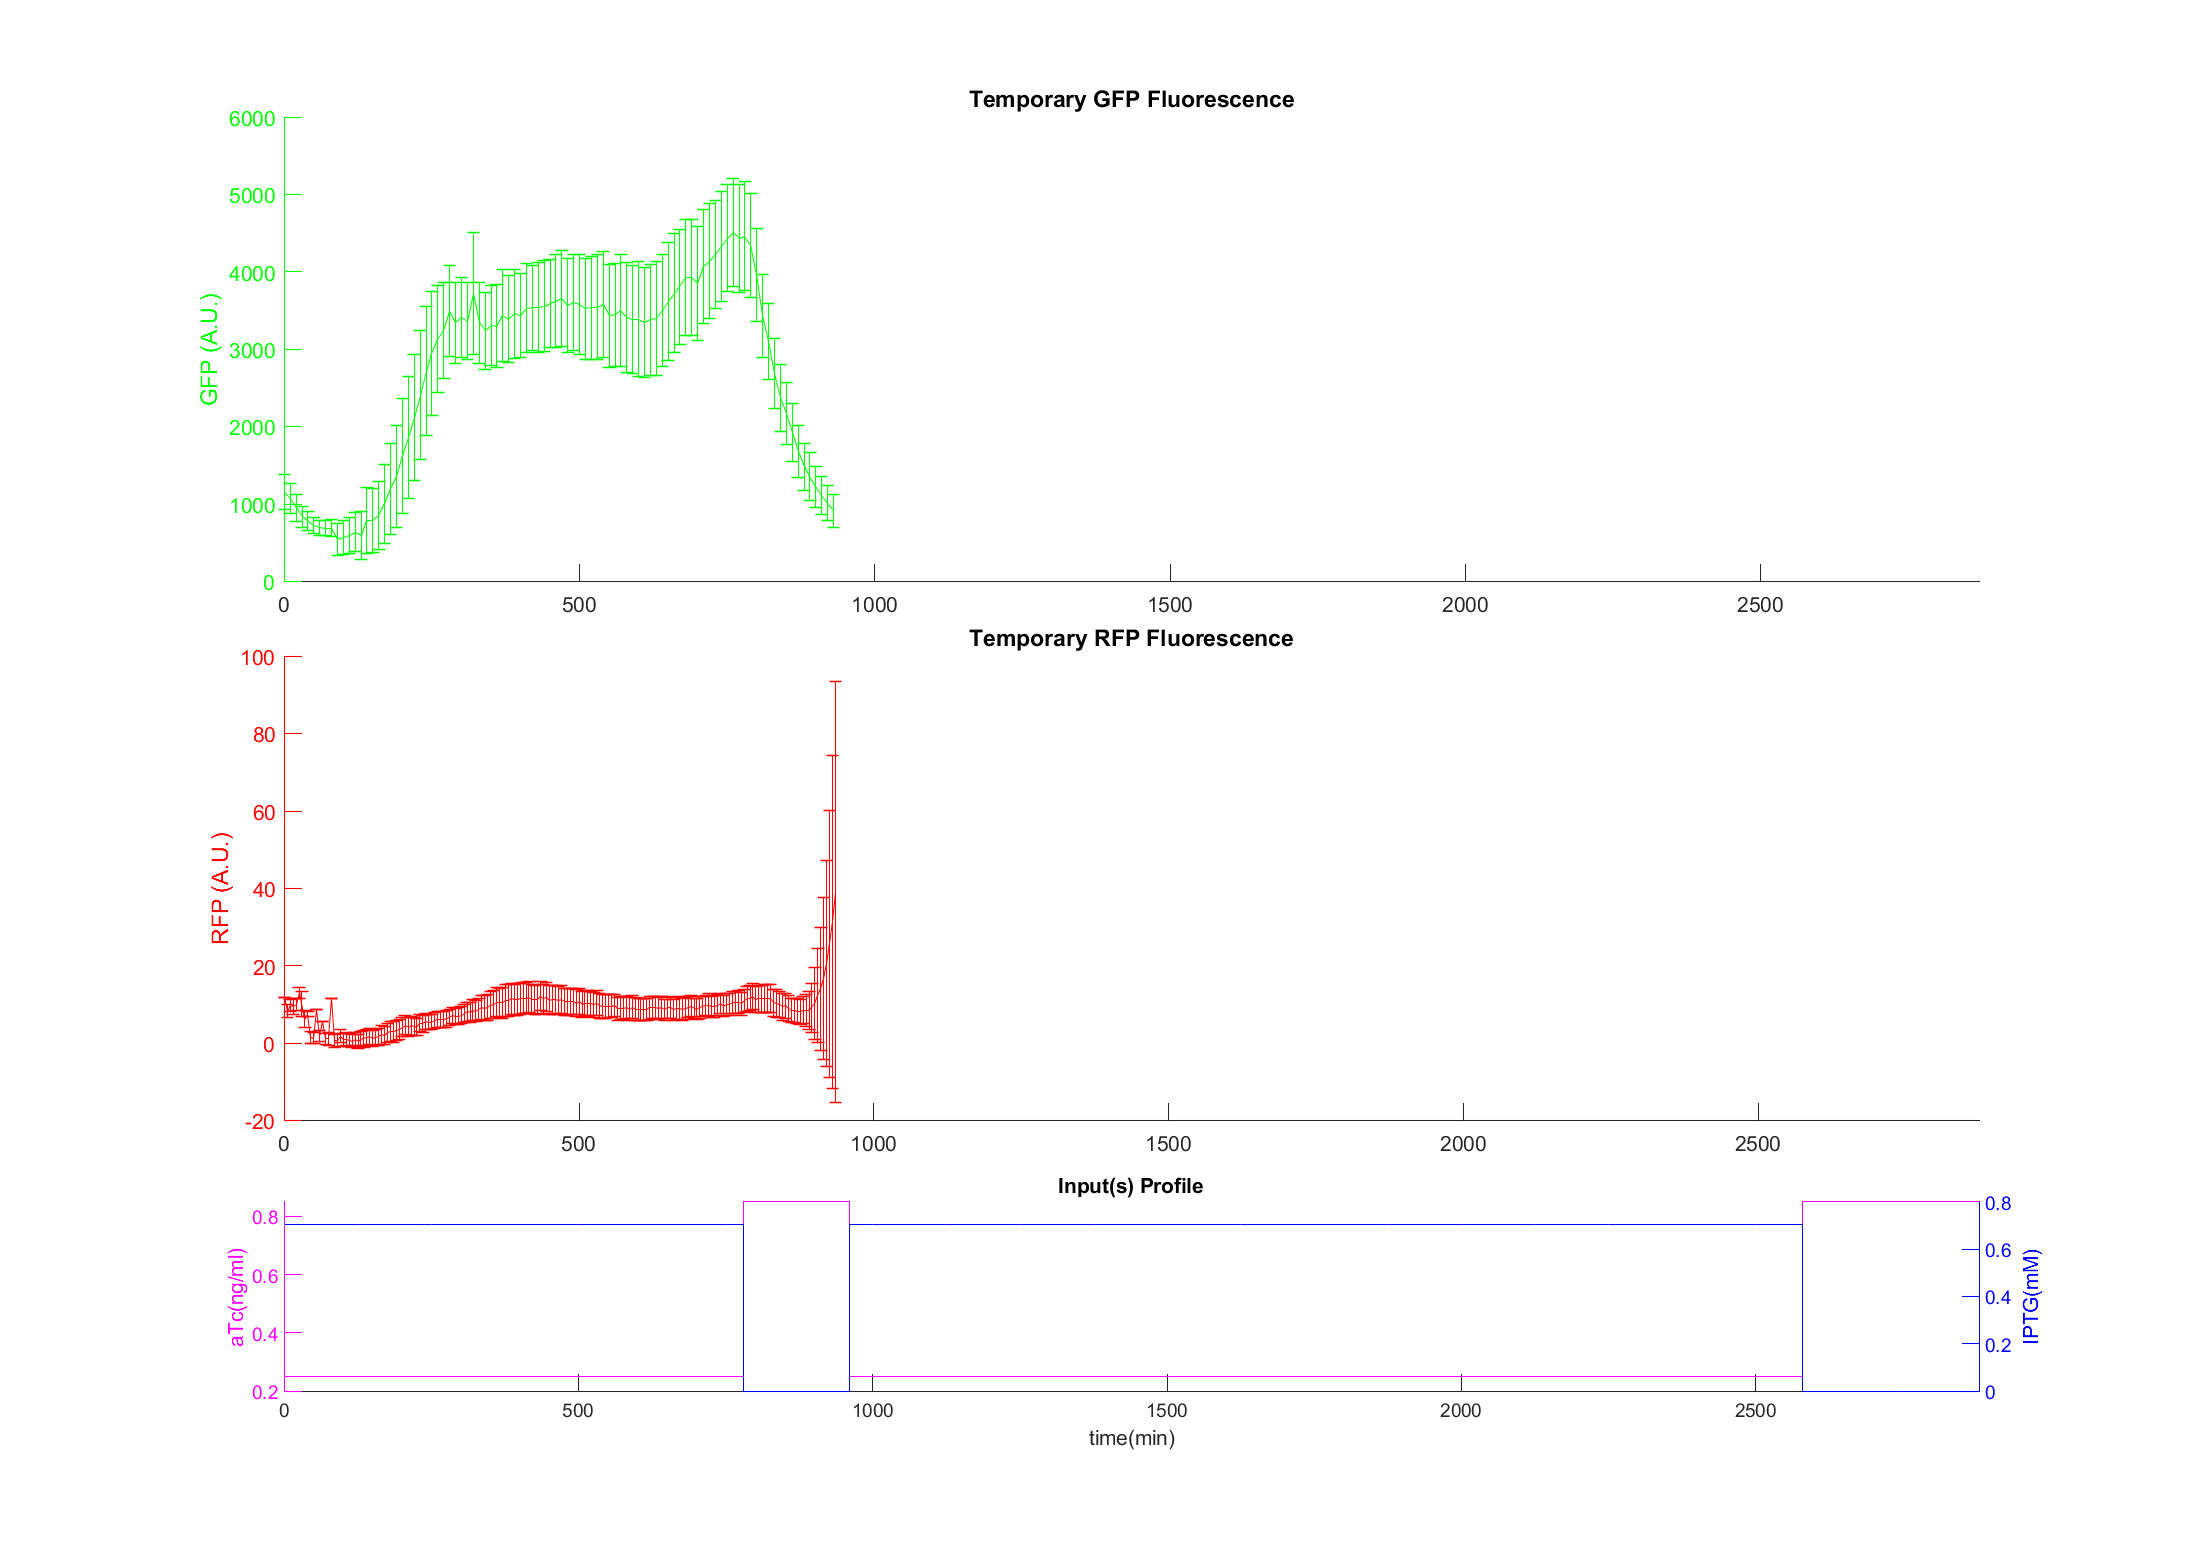 Temporary GFP Fluorescence
6000
5000
4000
3000
2000
1000
0
GFP (A.U.)
0 500 1000 1500 2000 2500
Temporary RFP Fluorescence
100
80
60
40
20
0
-20
RFP (A.U.)
0 500 1000 1500 2000 2500
Input(s) Profile
0.8
0.6
0.4
0.2
aTc(ng/ml)
0.8
0.6
0.4
0.2
0
IPTG(mM)
0 500 1000 1500 2000 2500
time(min)